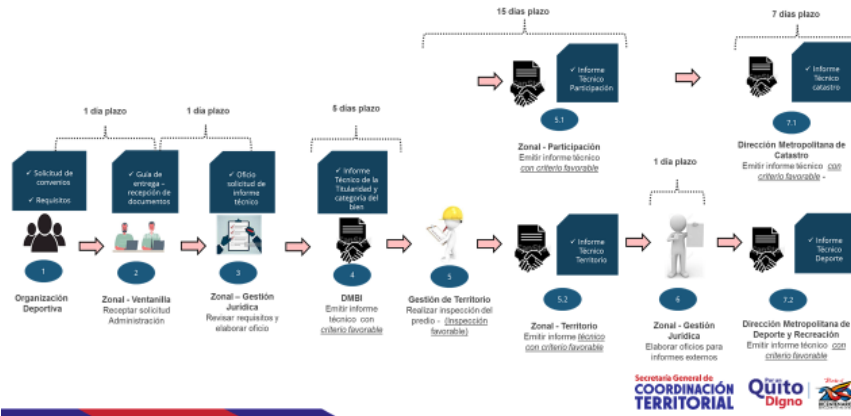 15 días plazo
7 días plazo
✓ Informe
Técnico
Participación
✓ Informe
Técnico
catastro
5.1
7.1
Zonal - Participación
Emitir informe técnico
con criterio favorable
Dirección Metropolitana de
Catastro
Emitir informe técnico con
criterio favorable -
1 día plazo
1 día plazo
5 días plazo
1 día plazo
✓ Solicitud de
convenios
✓ Requisitos
✓ Guía de
entrega -
recepción de
documentos
✓ Oficio
solicitud de
informe
técnico
✓ Informe
Técnico de la
Titularidad y
categoría del
bien
✓ Informe
Técnico
Territorio
✓ Informe
Técnico
Deporte
1
2
3
4
5
5.2
6
7.2
Organización
Deportiva
Zonal - Ventanilla
Receptar solicitud
Administración
Zonal – Gestión
Jurídica
Revisar requisitos y
elaborar oficio
DMBI
Emitir informe
técnico con
criterio favorable
Gestión de Territorio
Realizar inspección del
predio - (inspección
favorable)
Zonal - Territorio
Emitir informe técnico
con criterio favorable
Zonal - Gestión
Jurídica
Elaborar oficios para
informes externos
Dirección Metropolitana de
Deporte y Recreación
Emitir informe técnico con
criterio favorable
Secretaría General de
COORDINACIÓN
TERRITORIAL
Por un
Quito
Digno
BICENTENARIO